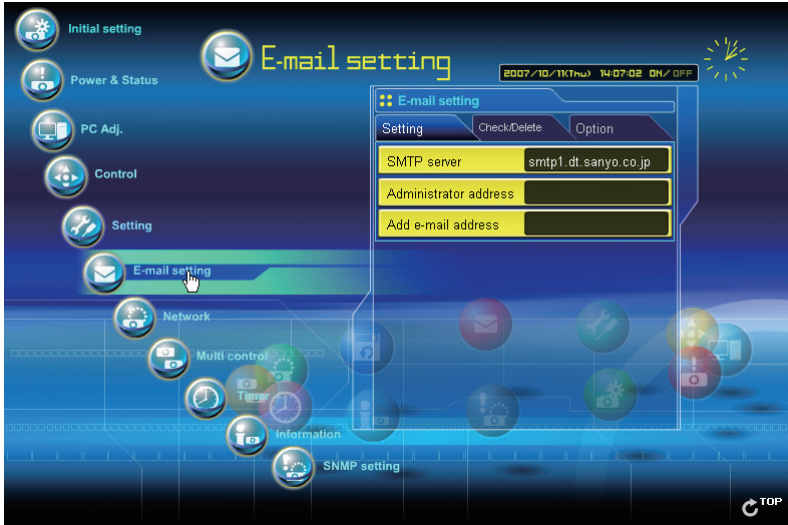 Initial setting
Power & Status
PC Adj.
Control
Setting
E-mail setting
Network
Multi control
Timer
Information
SNMP setting
E-mail setting
2007/10/11(Thu) 14:07:02 ON/OFF
E-mail setting
Setting Check/Delete Option
SMTP server smtp1.dt.sanyo.co.jp
Administrator address
Add e-mail address
TOP